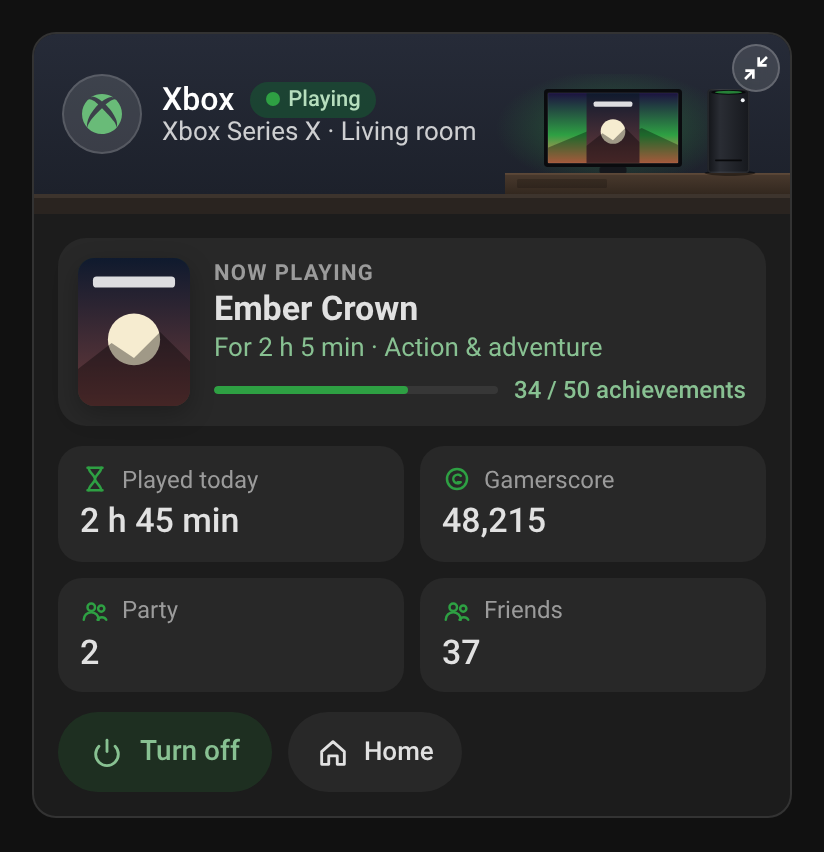 Xbox
Playing
Xbox Series X · Living room
NOW PLAYING
Ember Crown
For 2 h 5 min · Action & adventure
34 / 50 achievements
Played today
2 h 45 min
Gamerscore
48,215
Party
2
Friends
37
Turn off
Home